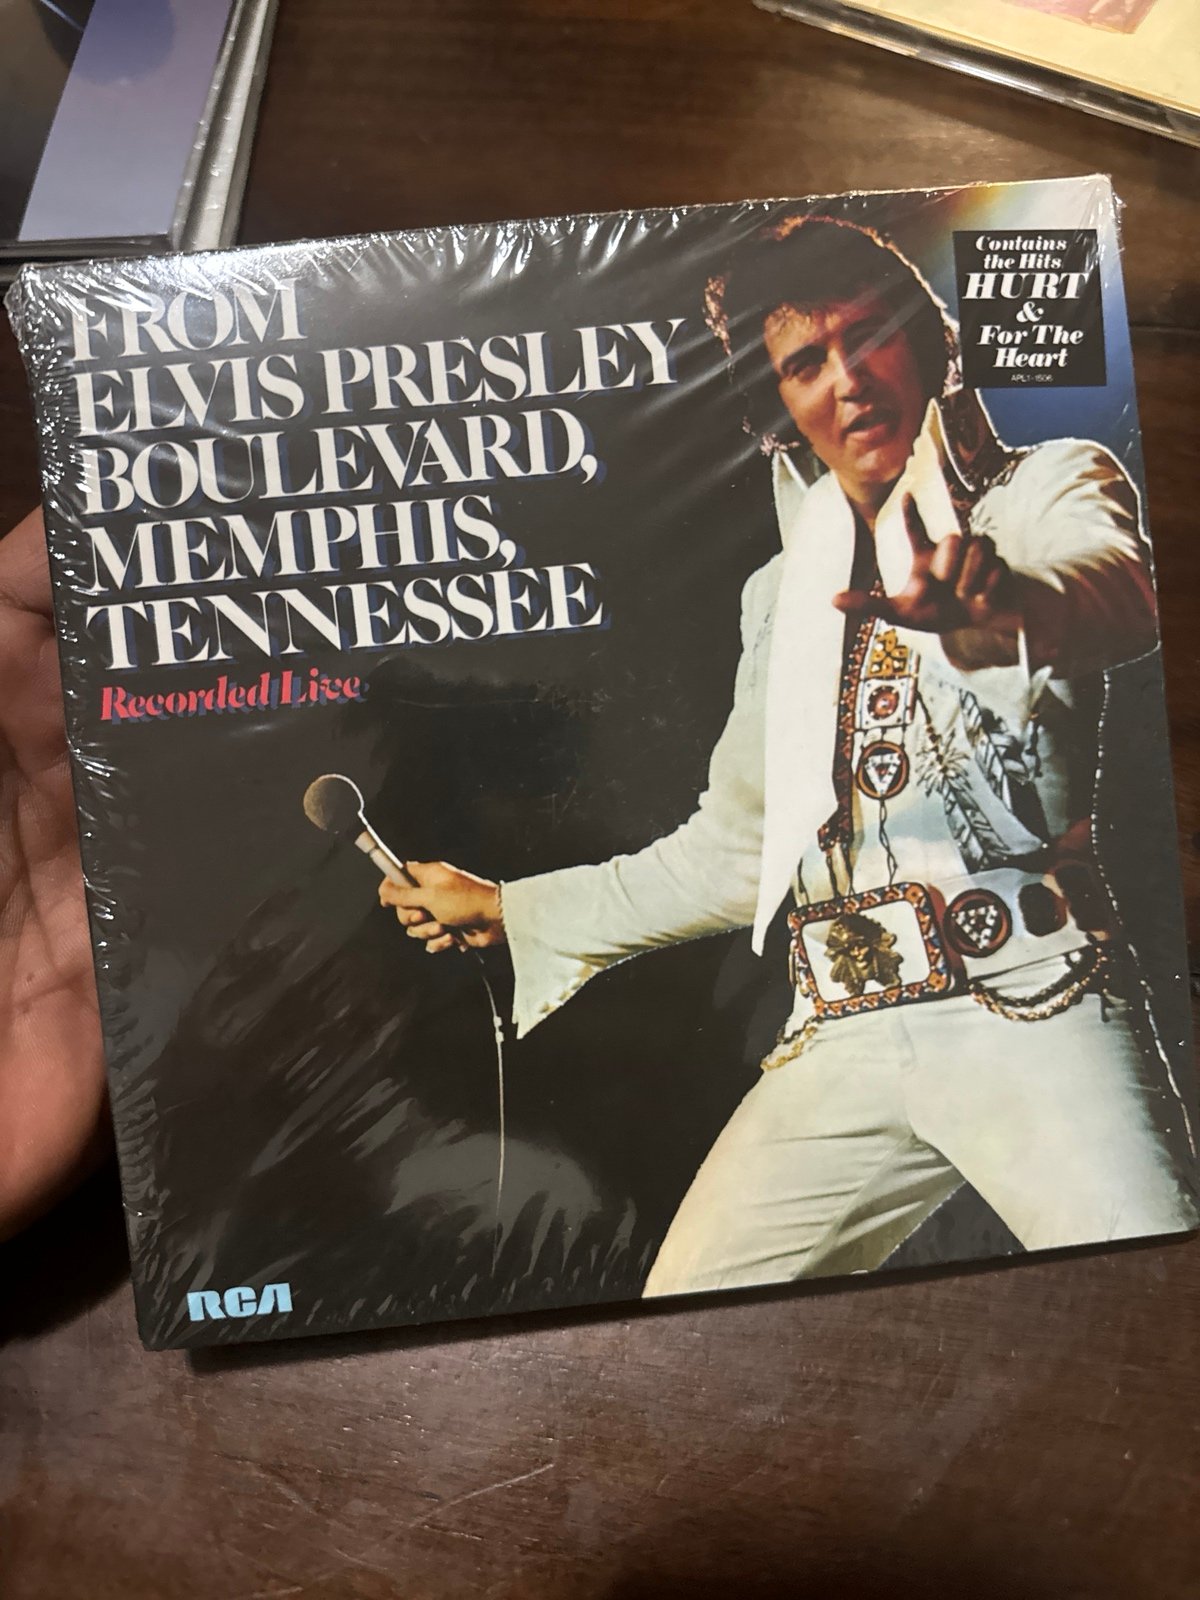 FROM
ELVIS PRESLEY
BOULEVARD,
MEMPHIS,
TENNESSEE
Recorded Live
Contains
the Hits
HURT
&
For The
Heart
APL1-1506
RCA